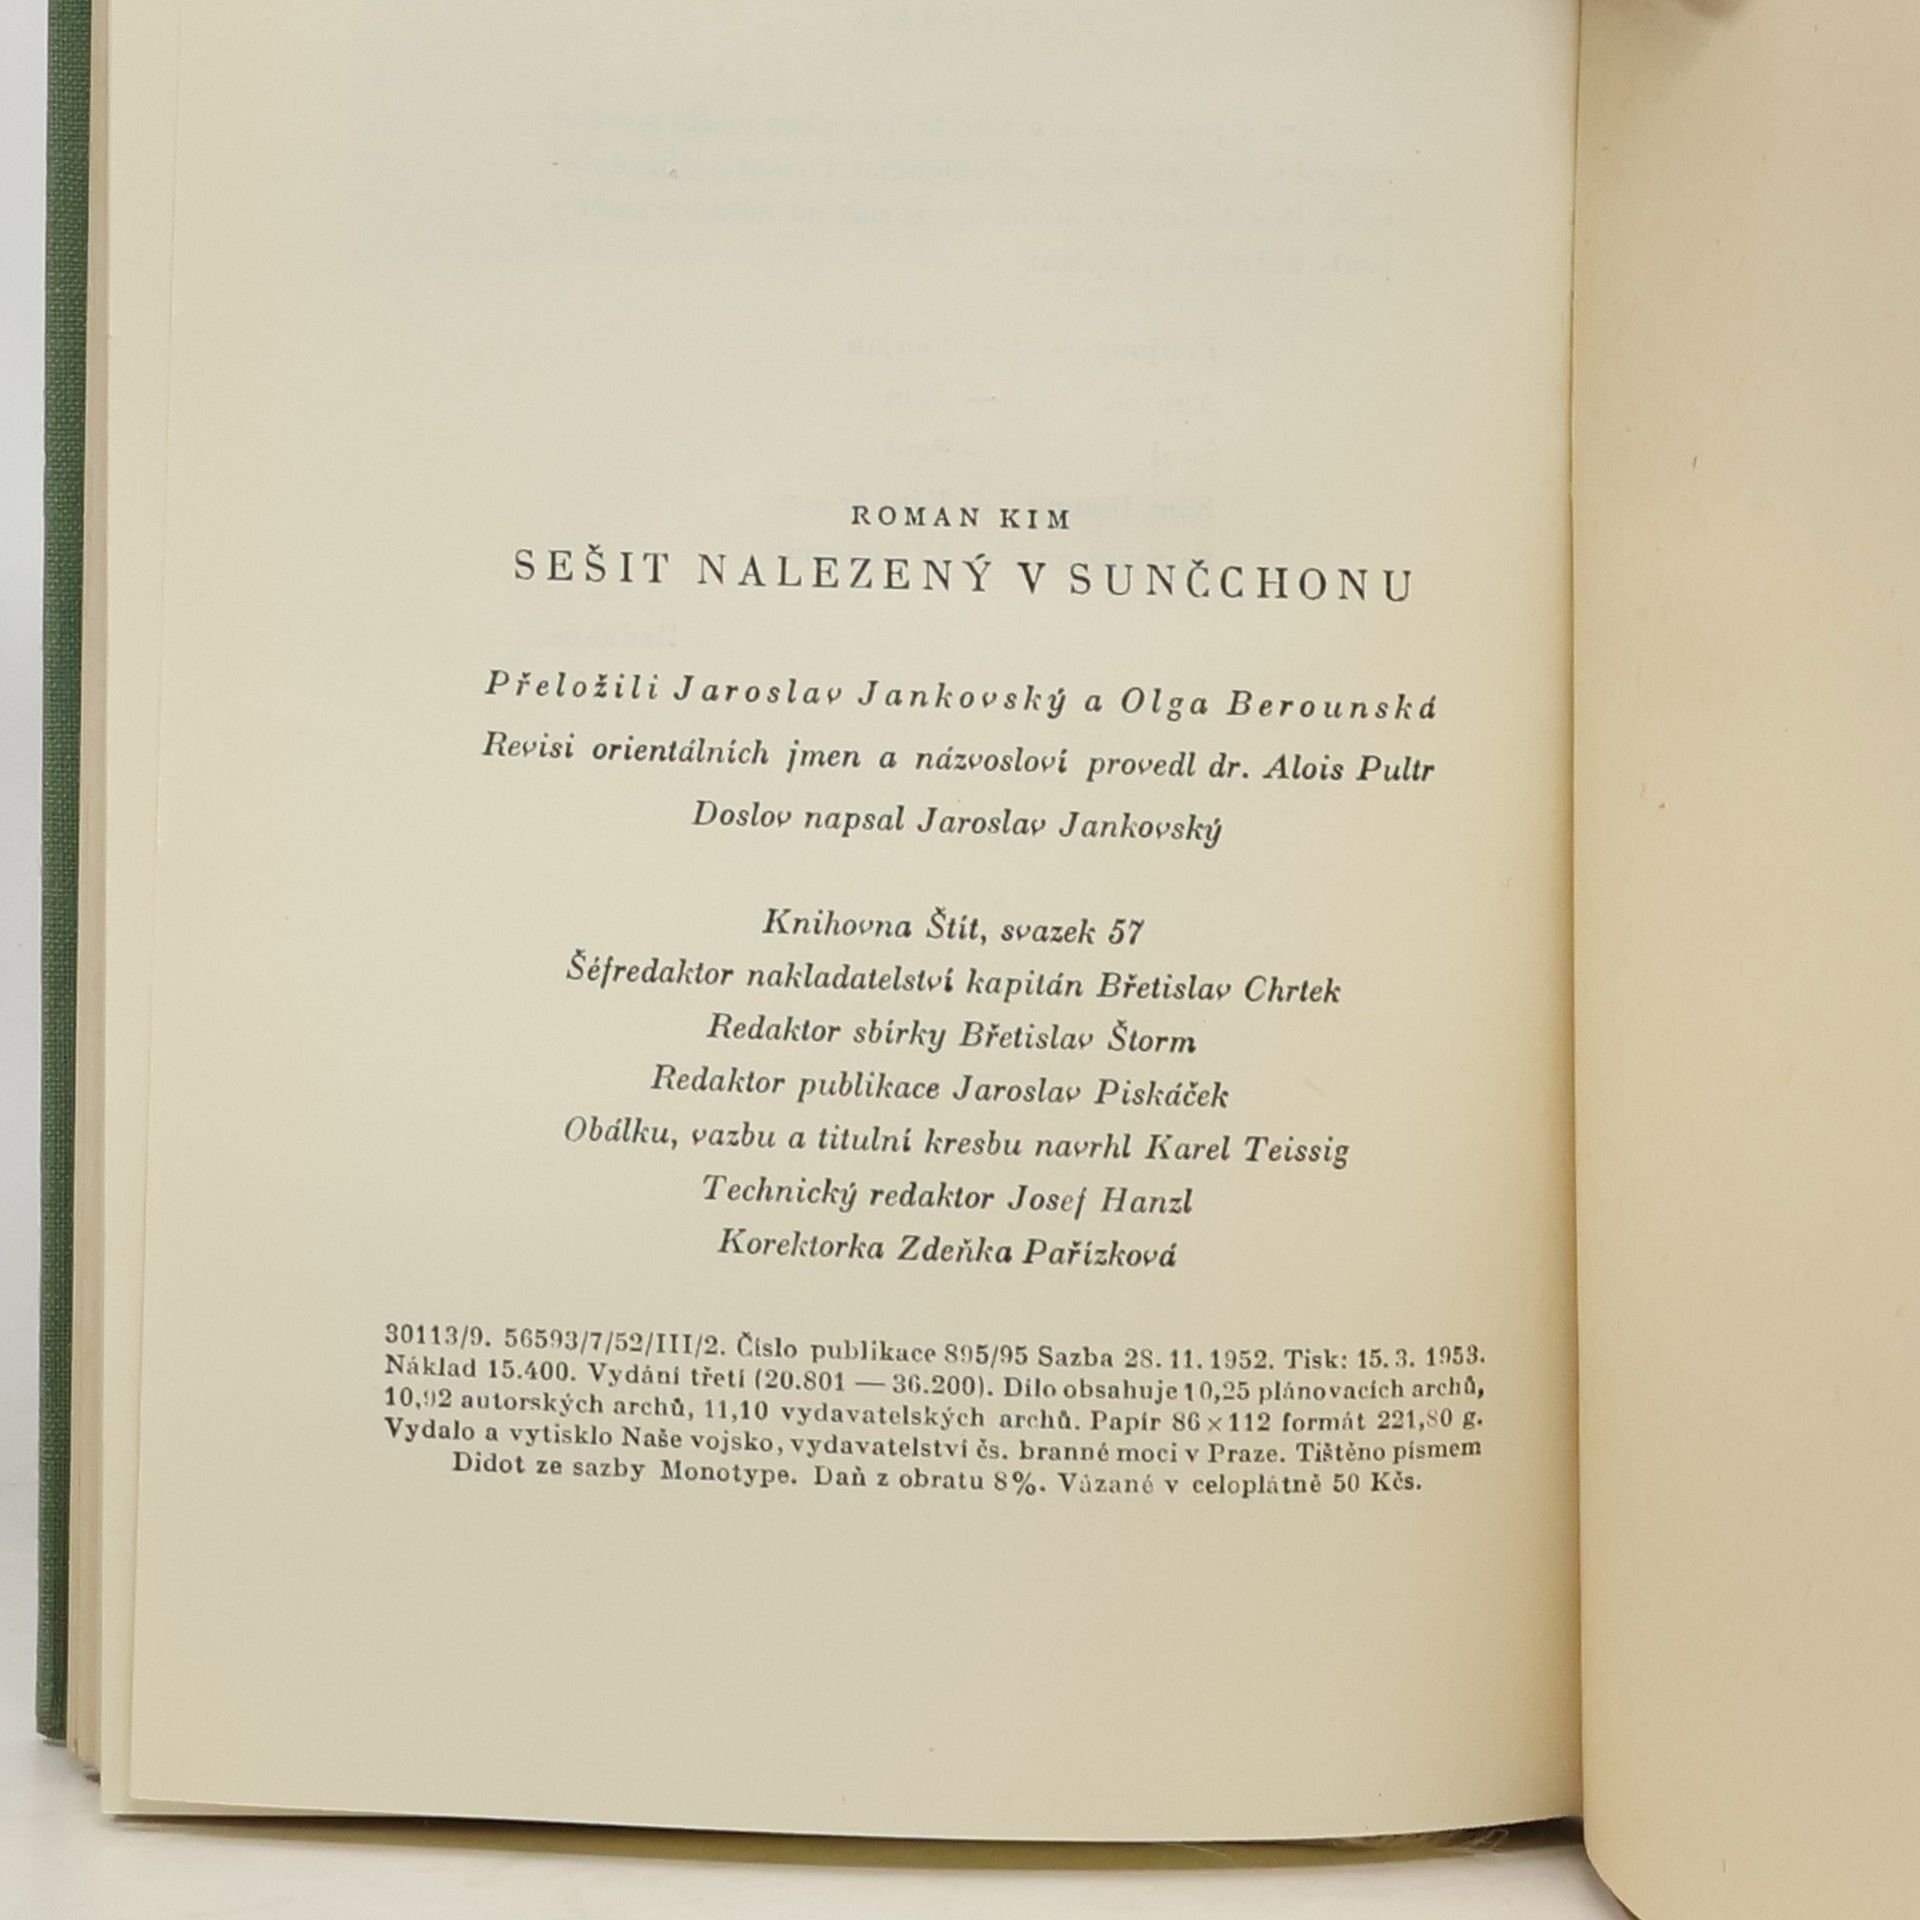 ROMAN KIM
SEŠIT NALEZENÝ V SUNČCHONU
Přeložili Jaroslav Jankovský a Olga Berounská
Revisi orientálních jmen a názvosloví provedl dr. Alois Pultr
Doslov napsal Jaroslav Jankovský
Knihovna Štít, svazek 57
Šéfredaktor nakladatelství kapitán Břetislav Chrtek
Redaktor sbírky Břetislav Štorm
Redaktor publikace Jaroslav Piskáček
Obálku, vazbu a titulní kresbu navrhl Karel Teissig
Technický redaktor Josef Hanzl
Korektorka Zdeňka Pařízková
30113/9. 56593/7/52/III/2. Číslo publikace 895/95 Sazba 28. 11. 1952. Tisk: 15. 3. 1953.
Náklad 15.400. Vydání třetí (20.801 — 36.200). Dílo obsahuje 10,25 plánovacích archů,
10,92 autorských archů, 11,10 vydavatelských archů. Papír 86×112 formát 221,80 g.
Vydalo a vytisklo Naše vojsko, vydavatelství čs. branné moci v Praze. Tištěno písmem
Didot ze sazby Monotype. Daň z obratu 8%. Vázané v celoplátně 50 Kčs.